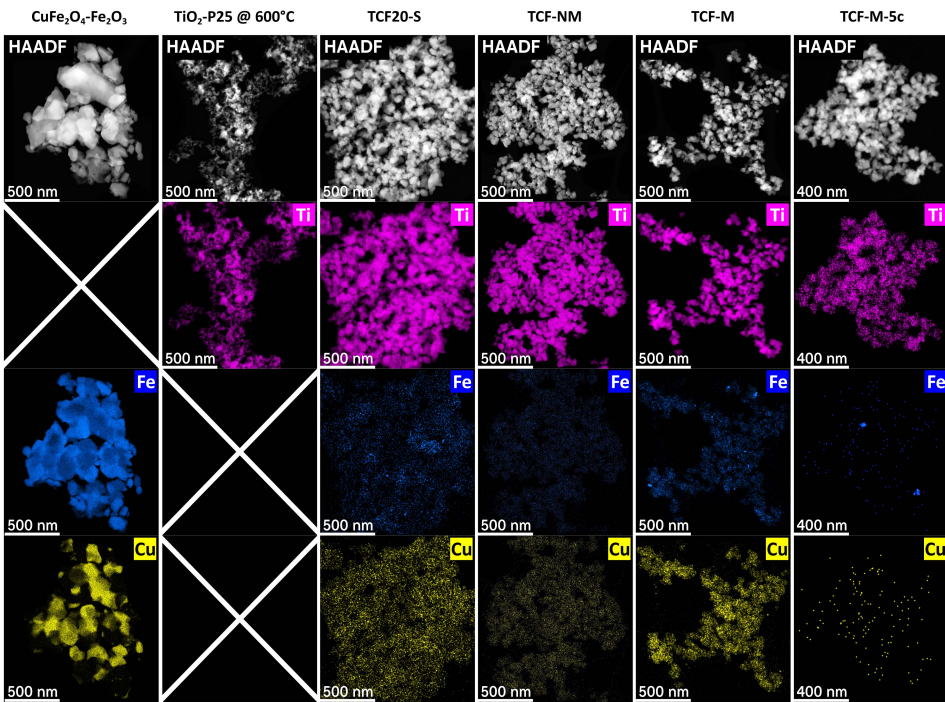 CuFe₂O₄-Fe₂O₃ TiO₂-P25 @ 600°C TCF20-S TCF-NM TCF-M TCF-M-5c
HAADF HAADF HAADF HAADF HAADF HAADF
500 nm 500 nm 500 nm 500 nm 500 nm 400 nm
Ti Ti Ti Ti Ti
500 nm 500 nm 500 nm 500 nm 400 nm
Fe Fe Fe Fe Fe
500 nm 500 nm 500 nm 500 nm 400 nm
Cu Cu Cu Cu Cu
500 nm 500 nm 500 nm 500 nm 400 nm